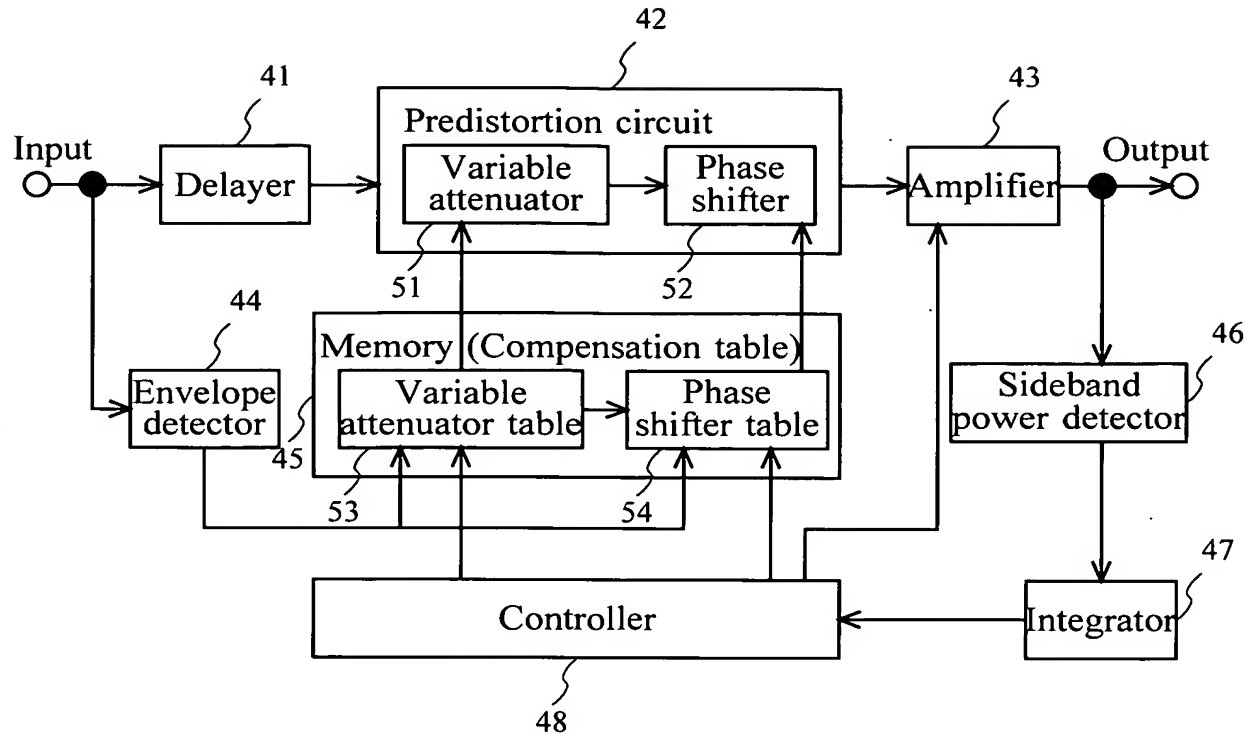 42
41
43
Input
Output
Predistortion circuit
Delayer
Variable
attenuator
Phase
shifter
Amplifier
51
52
44
46
Memory (Compensation table)
Envelope
detector
Variable
attenuator table
Phase
shifter table
Sideband
power detector
45
53
54
47
Controller
Integrator
48